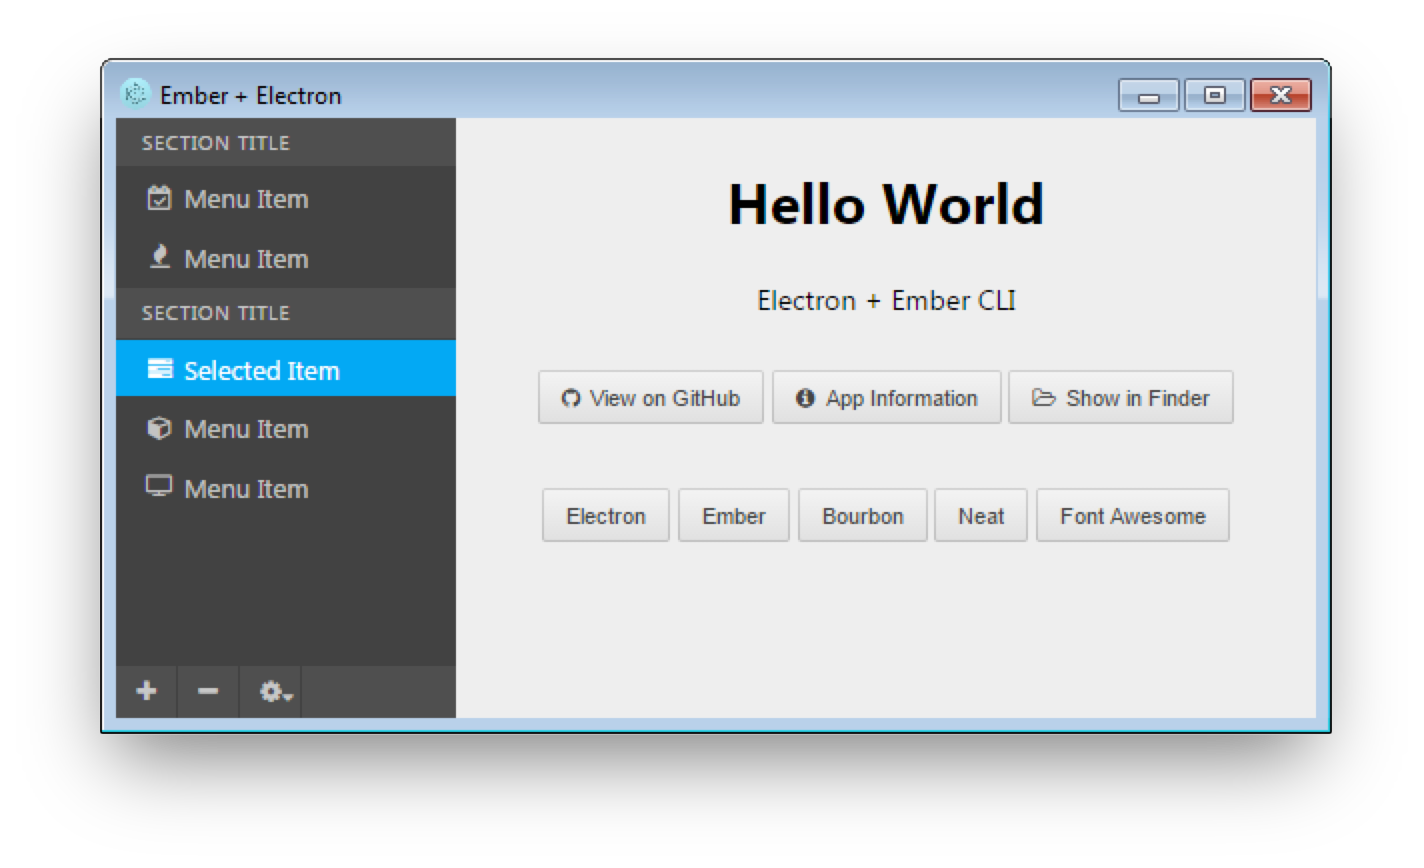 Ember + Electron
SECTION TITLE
Menu Item
Menu Item
SECTION TITLE
Selected Item
Menu Item
Menu Item
Hello World
Electron + Ember CLI
View on GitHub
App Information
Show in Finder
Electron
Ember
Bourbon
Neat
Font Awesome